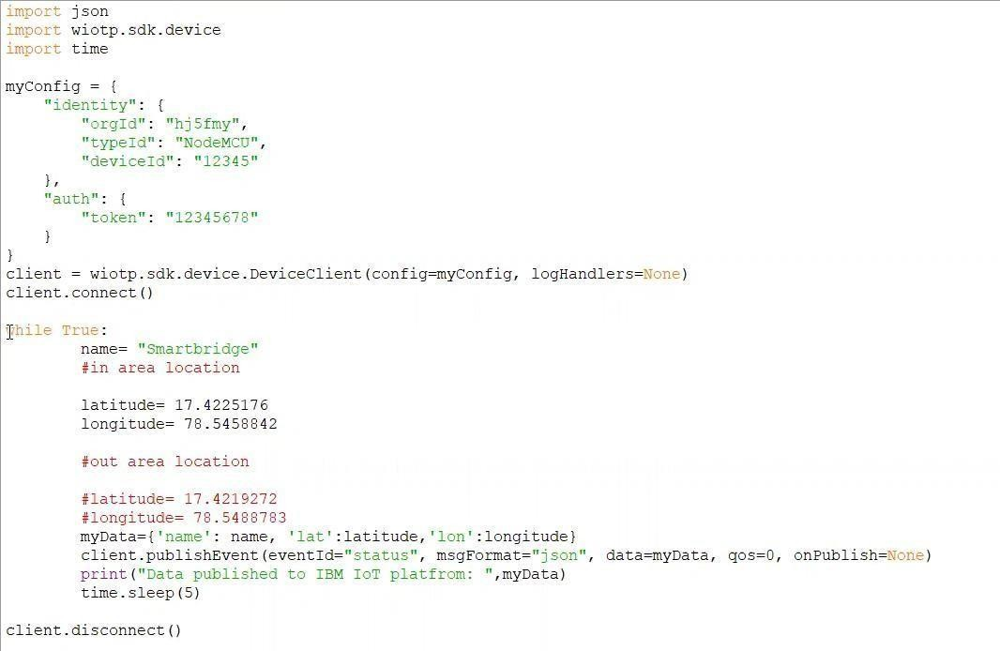 import json
import wiotp.sdk.device
import time
myConfig = {
    "identity": {
        "orgId": "hj5fmy",
        "typeId": "NodeMCU",
        "deviceId": "12345"
    },
    "auth": {
        "token": "12345678"
    }
}
client = wiotp.sdk.device.DeviceClient(config=myConfig, logHandlers=None)
client.connect()
while True:
        name= "Smartbridge"
        #in area location
        latitude= 17.4225176
        longitude= 78.5458842
        #out area location
        #latitude= 17.4219272
        #longitude= 78.5488783
        myData={'name': name, 'lat':latitude,'lon':longitude}
        client.publishEvent(eventId="status", msgFormat="json", data=myData, qos=0, onPublish=None)
        print("Data published to IBM IoT platfrom: ",myData)
        time.sleep(5)
client.disconnect()